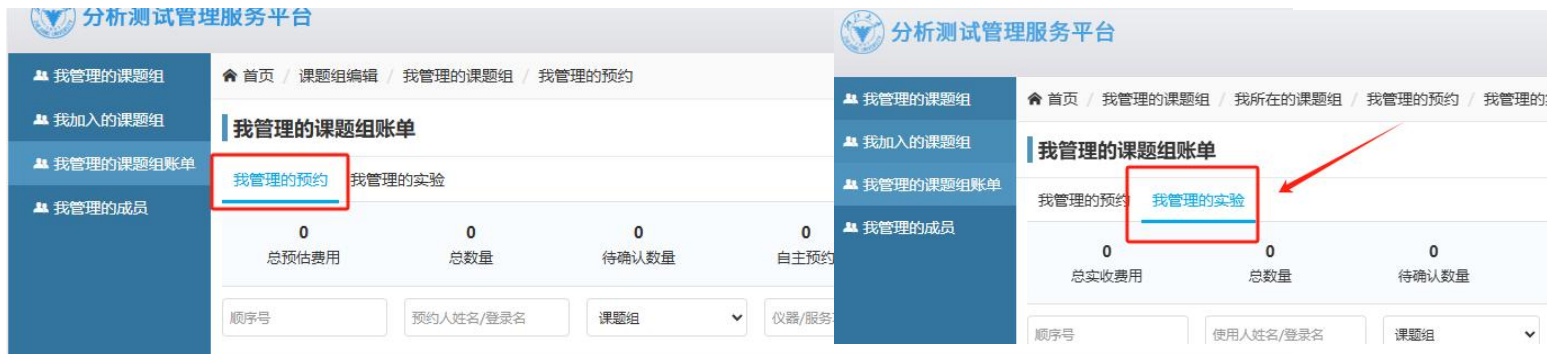 分析测试管理服务平台
我管理的课题组
我加入的课题组
我管理的课题组账单
我管理的成员
首页 / 课题组编辑 / 我管理的课题组 / 我管理的预约
我管理的课题组账单
我管理的预约 我管理的实验
0 0 0 0
总预估费用 总数量 待确认数量 自主预约
顺序号 预约人姓名/登录名 课题组 仪器/服务
分析测试管理服务平台
我管理的课题组
我加入的课题组
我管理的课题组账单
我管理的成员
首页 / 我管理的课题组 / 我所在的课题组 / 我管理的预约 / 我管理的
我管理的课题组账单
我管理的预约 我管理的实验
0 0 0
总实收费用 总数量 待确认数量
顺序号 使用人姓名/登录名 课题组